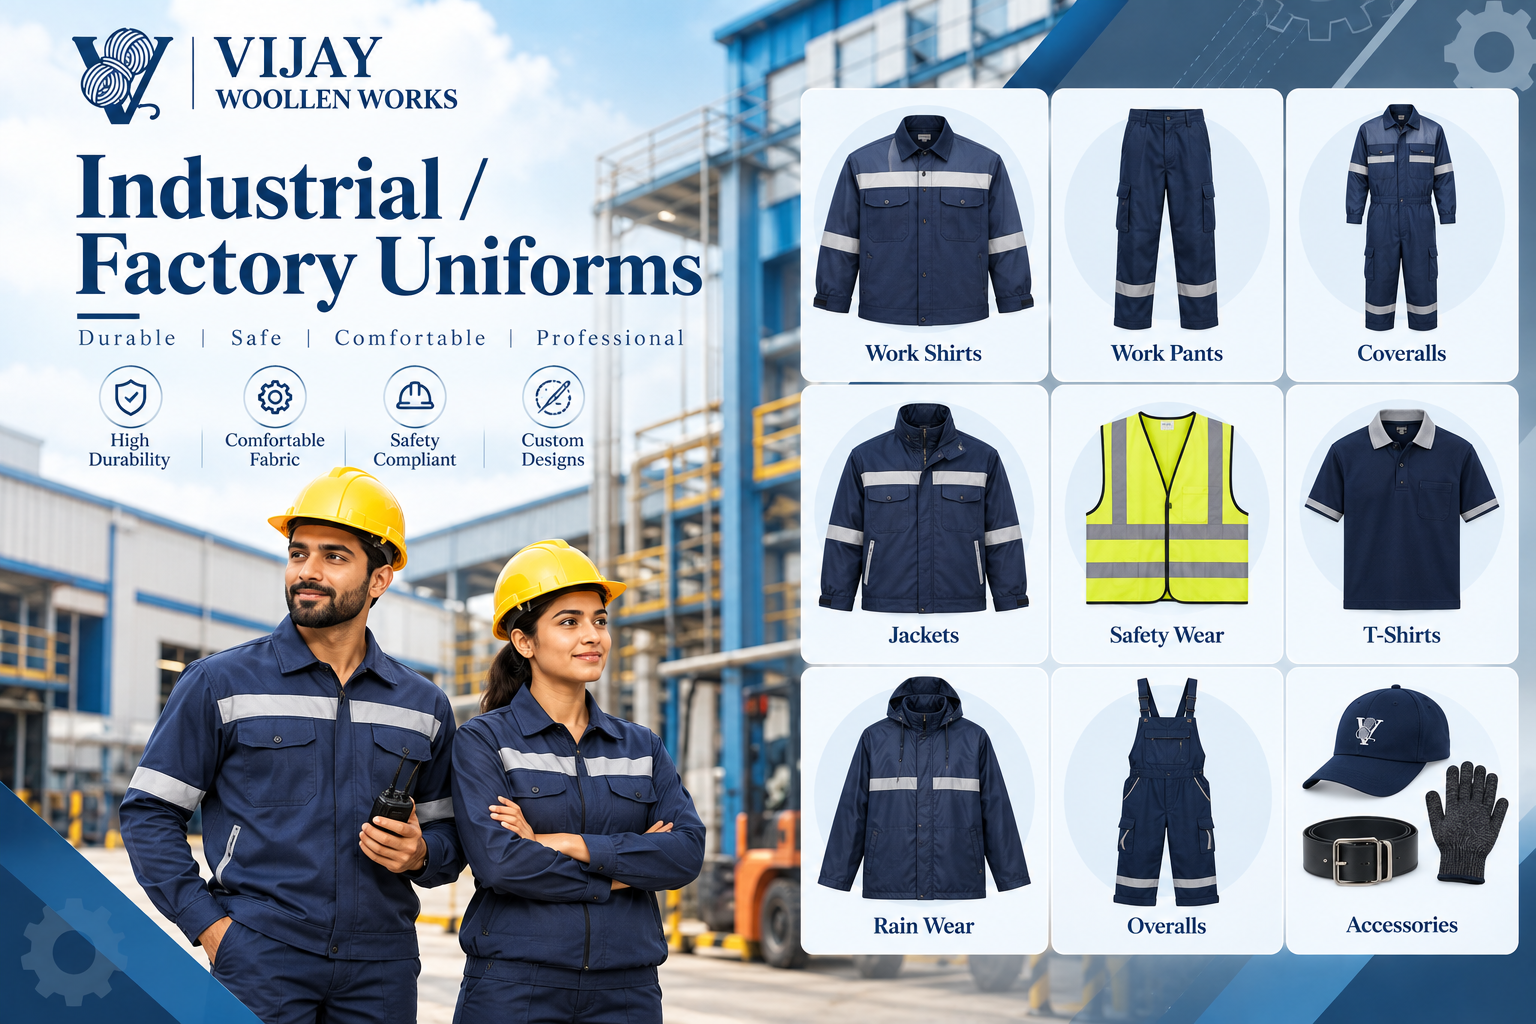 VIJAY
WOOLLEN WORKS
Industrial /
Factory Uniforms
Durable | Safe | Comfortable | Professional
High
Durability
Comfortable
Fabric
Safety
Compliant
Custom
Designs
Work Shirts
Work Pants
Coveralls
Jackets
Safety Wear
T-Shirts
Rain Wear
Overalls
Accessories